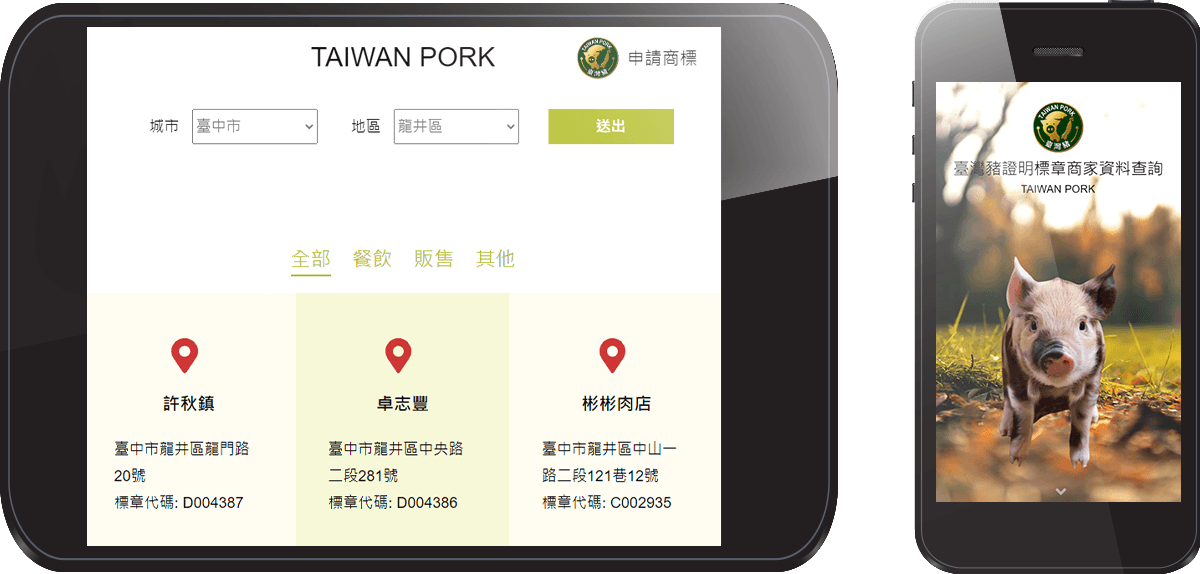 TAIWAN PORK
TAIWAN PORK
臺灣豬
申請商標
城市
臺中市
地區
龍井區
送出
全部
餐飲
販售
其他
許秋鎮
臺中市龍井區龍門路
20號
標章代碼: D004387
卓志豐
臺中市龍井區中央路
二段281號
標章代碼: D004386
彬彬肉店
臺中市龍井區中山一
路二段121巷12號
標章代碼: C002935
TAIWAN PORK
臺灣豬
臺灣豬證明標章商家資料查詢
TAIWAN PORK